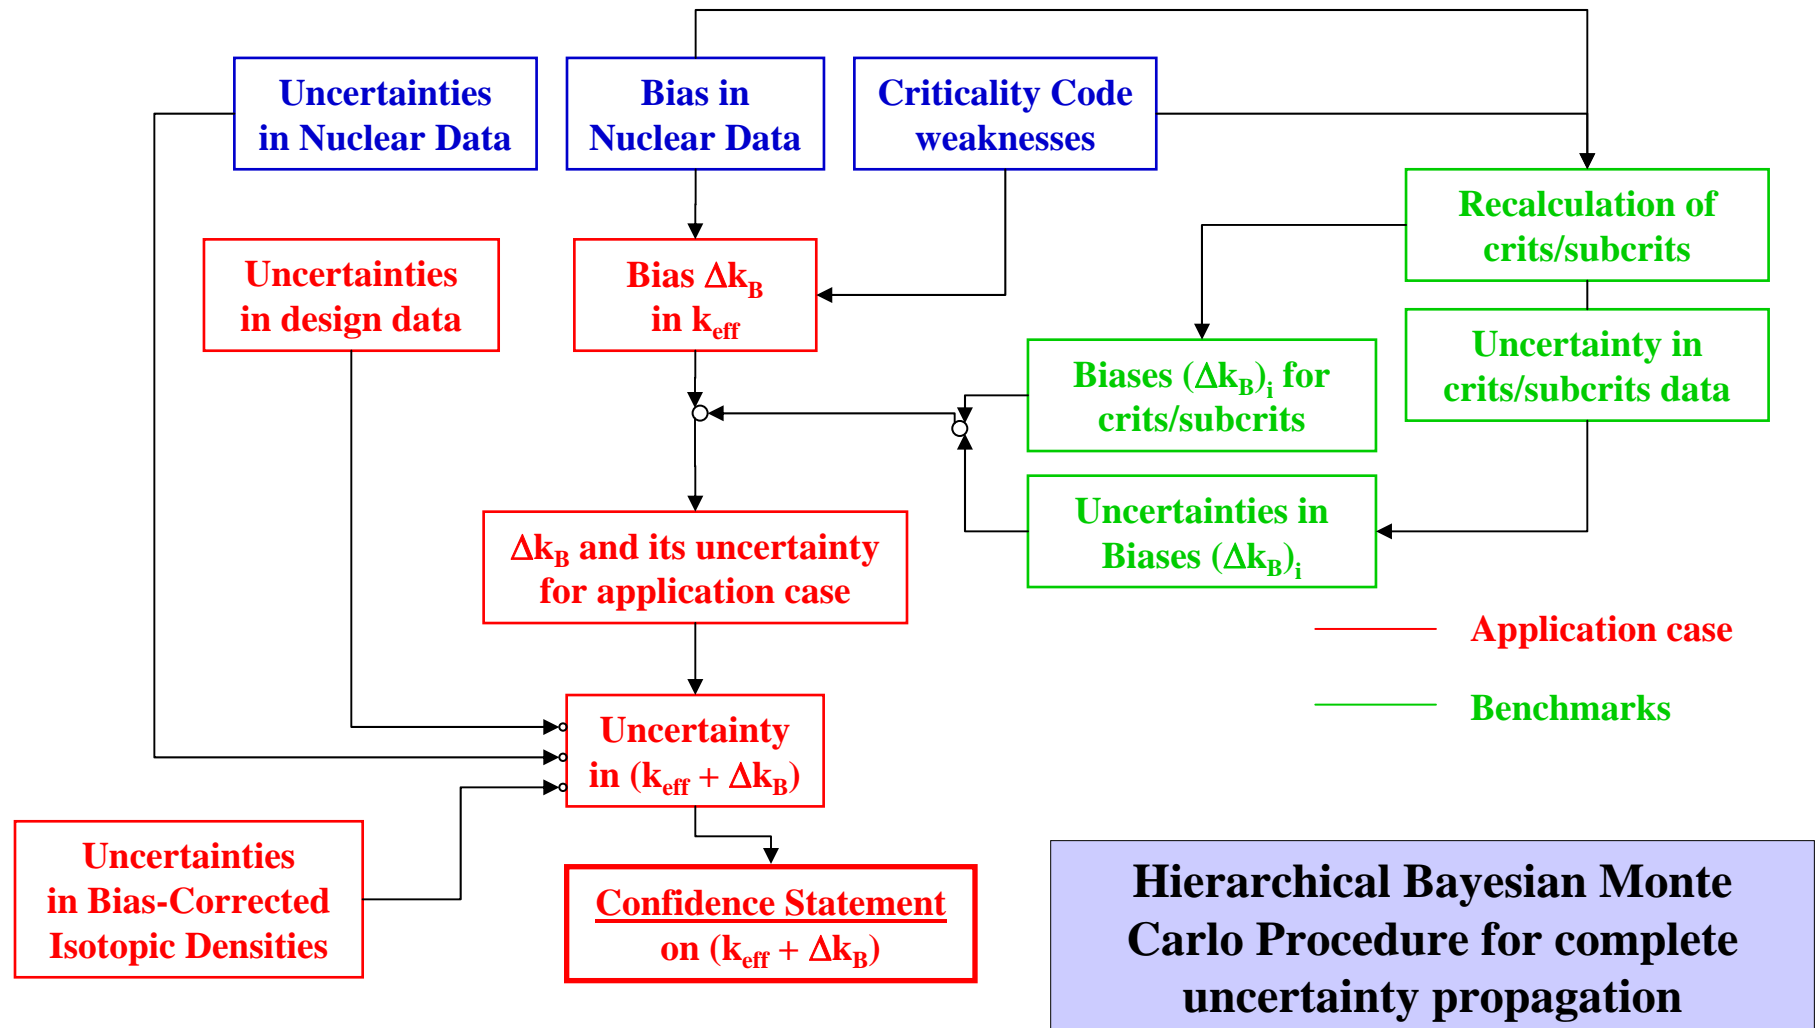 Uncertainties
in Nuclear Data
Bias in
Nuclear Data
Criticality Code
weaknesses
Recalculation of
crits/subcrits
Uncertainties
in design data
Bias Δk_B
in k_eff
Uncertainty in
crits/subcrits data
Biases (Δk_B)_i for
crits/subcrits
Uncertainties in
Biases (Δk_B)_i
Δk_B and its uncertainty
for application case
Application case
Benchmarks
Uncertainty
in (k_eff + Δk_B)
Uncertainties
in Bias-Corrected
Isotopic Densities
Confidence Statement
on (k_eff + Δk_B)
Hierarchical Bayesian Monte
Carlo Procedure for complete
uncertainty propagation